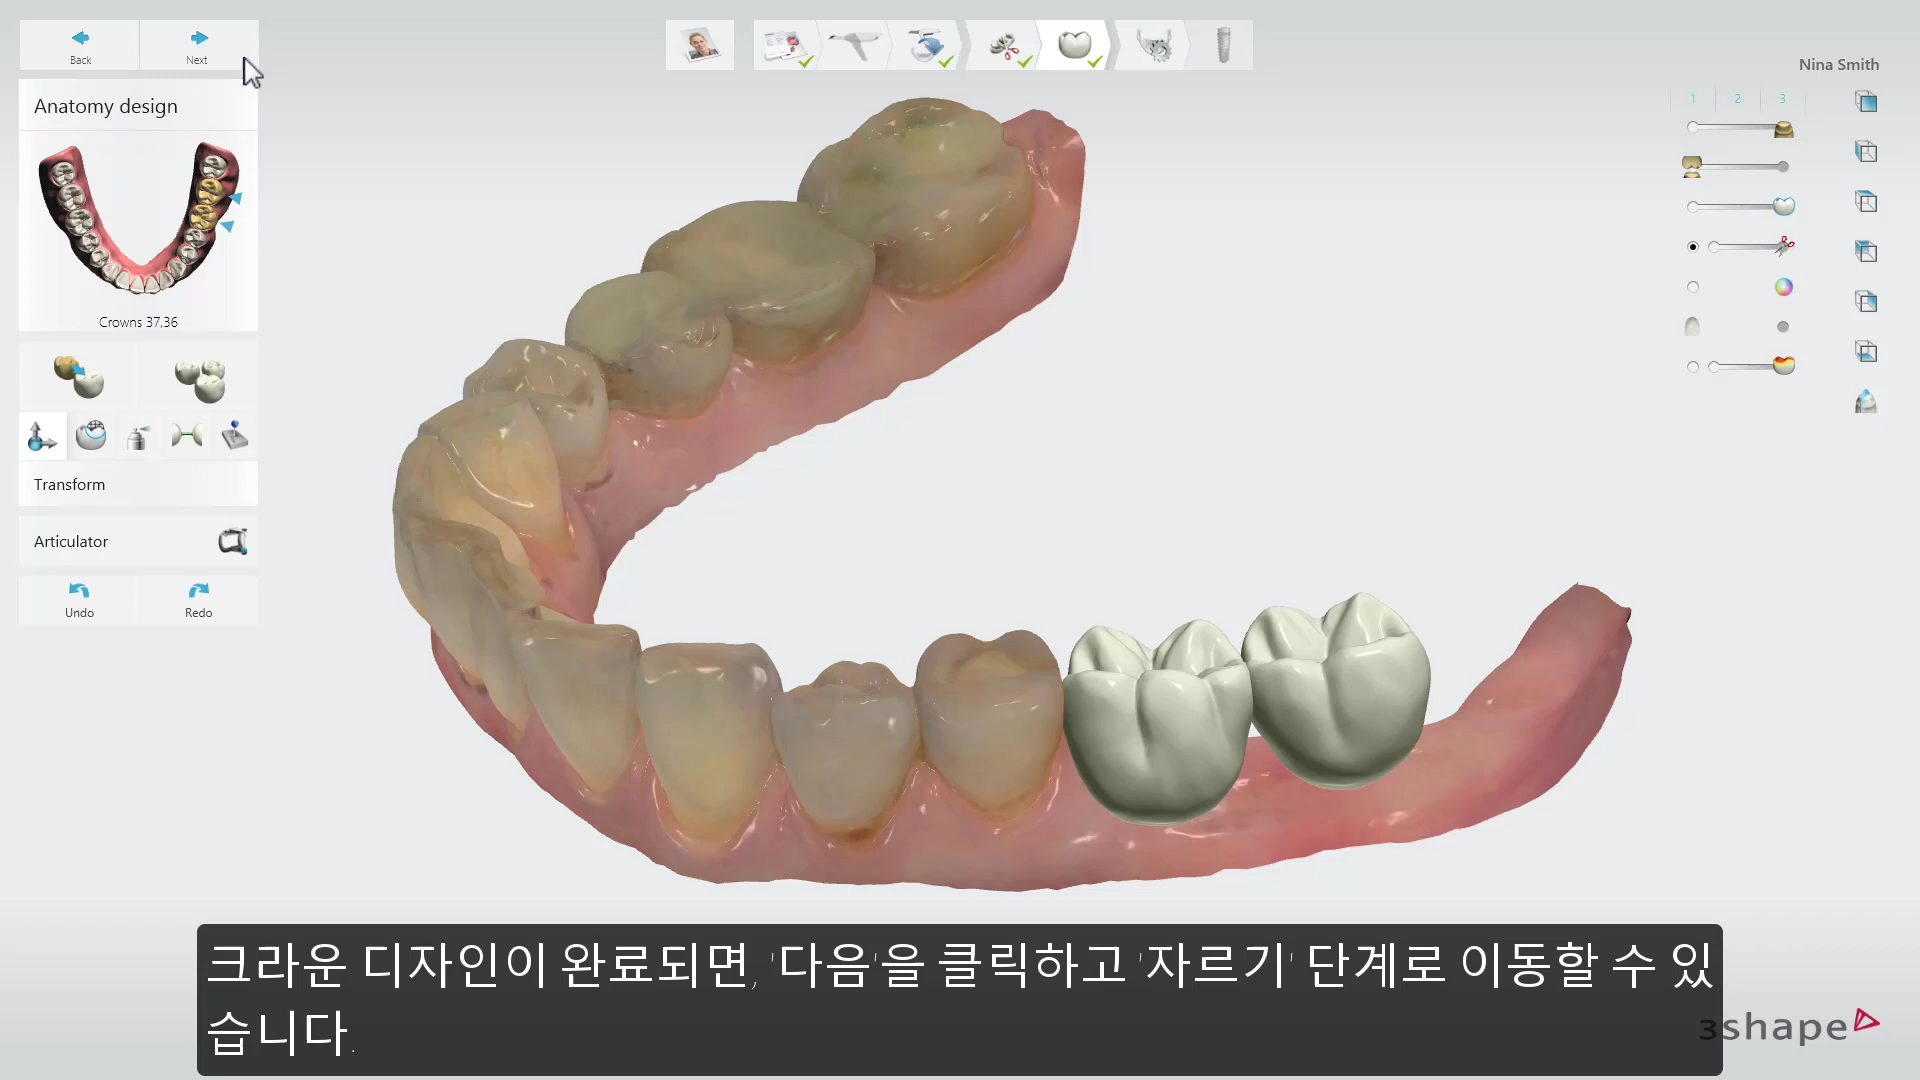 Back
Next
Nina Smith
Anatomy design
1 2 3
Crowns 37,36
Transform
Articulator
Undo
Redo
크라운 디자인이 완료되면, '다음'을 클릭하고 '자르기' 단계로 이동할 수 있
습니다.
3shape